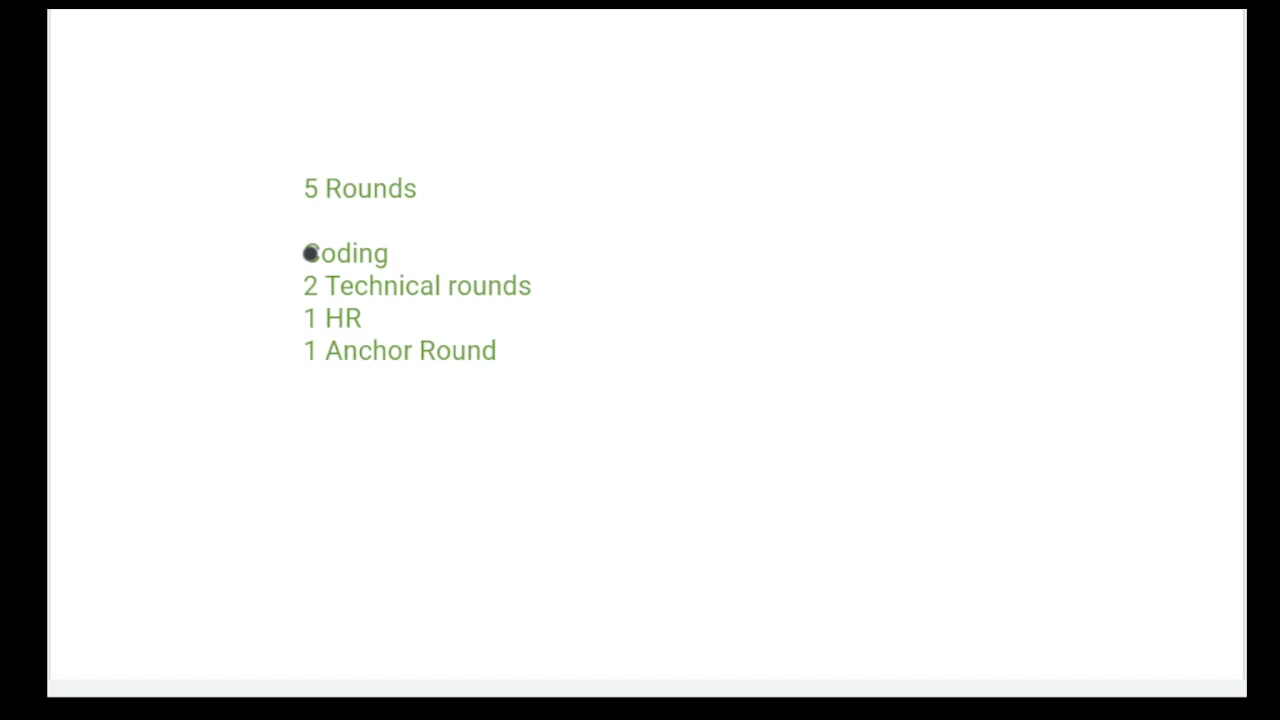 5 Rounds
Coding
2 Technical rounds
1 HR
1 Anchor Round